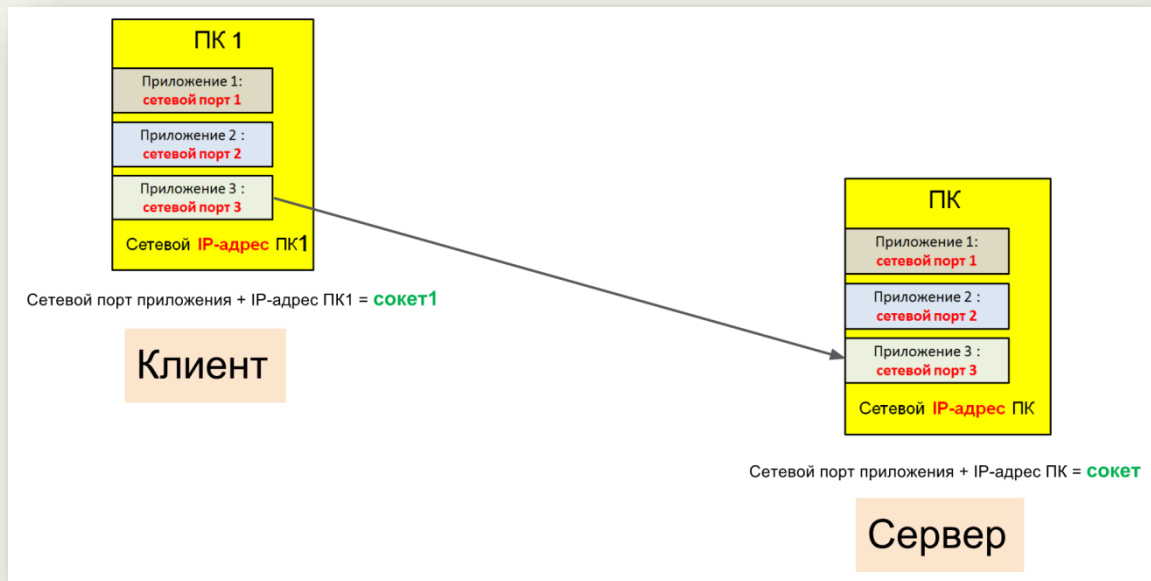 ПК 1
Приложение 1:
сетевой порт 1
Приложение 2 :
сетевой порт 2
Приложение 3 :
сетевой порт 3
Сетевой IP-адрес ПК1
Сетевой порт приложения + IP-адрес ПК1 = сокет1
Клиент
ПК
Приложение 1:
сетевой порт 1
Приложение 2 :
сетевой порт 2
Приложение 3 :
сетевой порт 3
Сетевой IP-адрес ПК
Сетевой порт приложения + IP-адрес ПК = сокет
Сервер